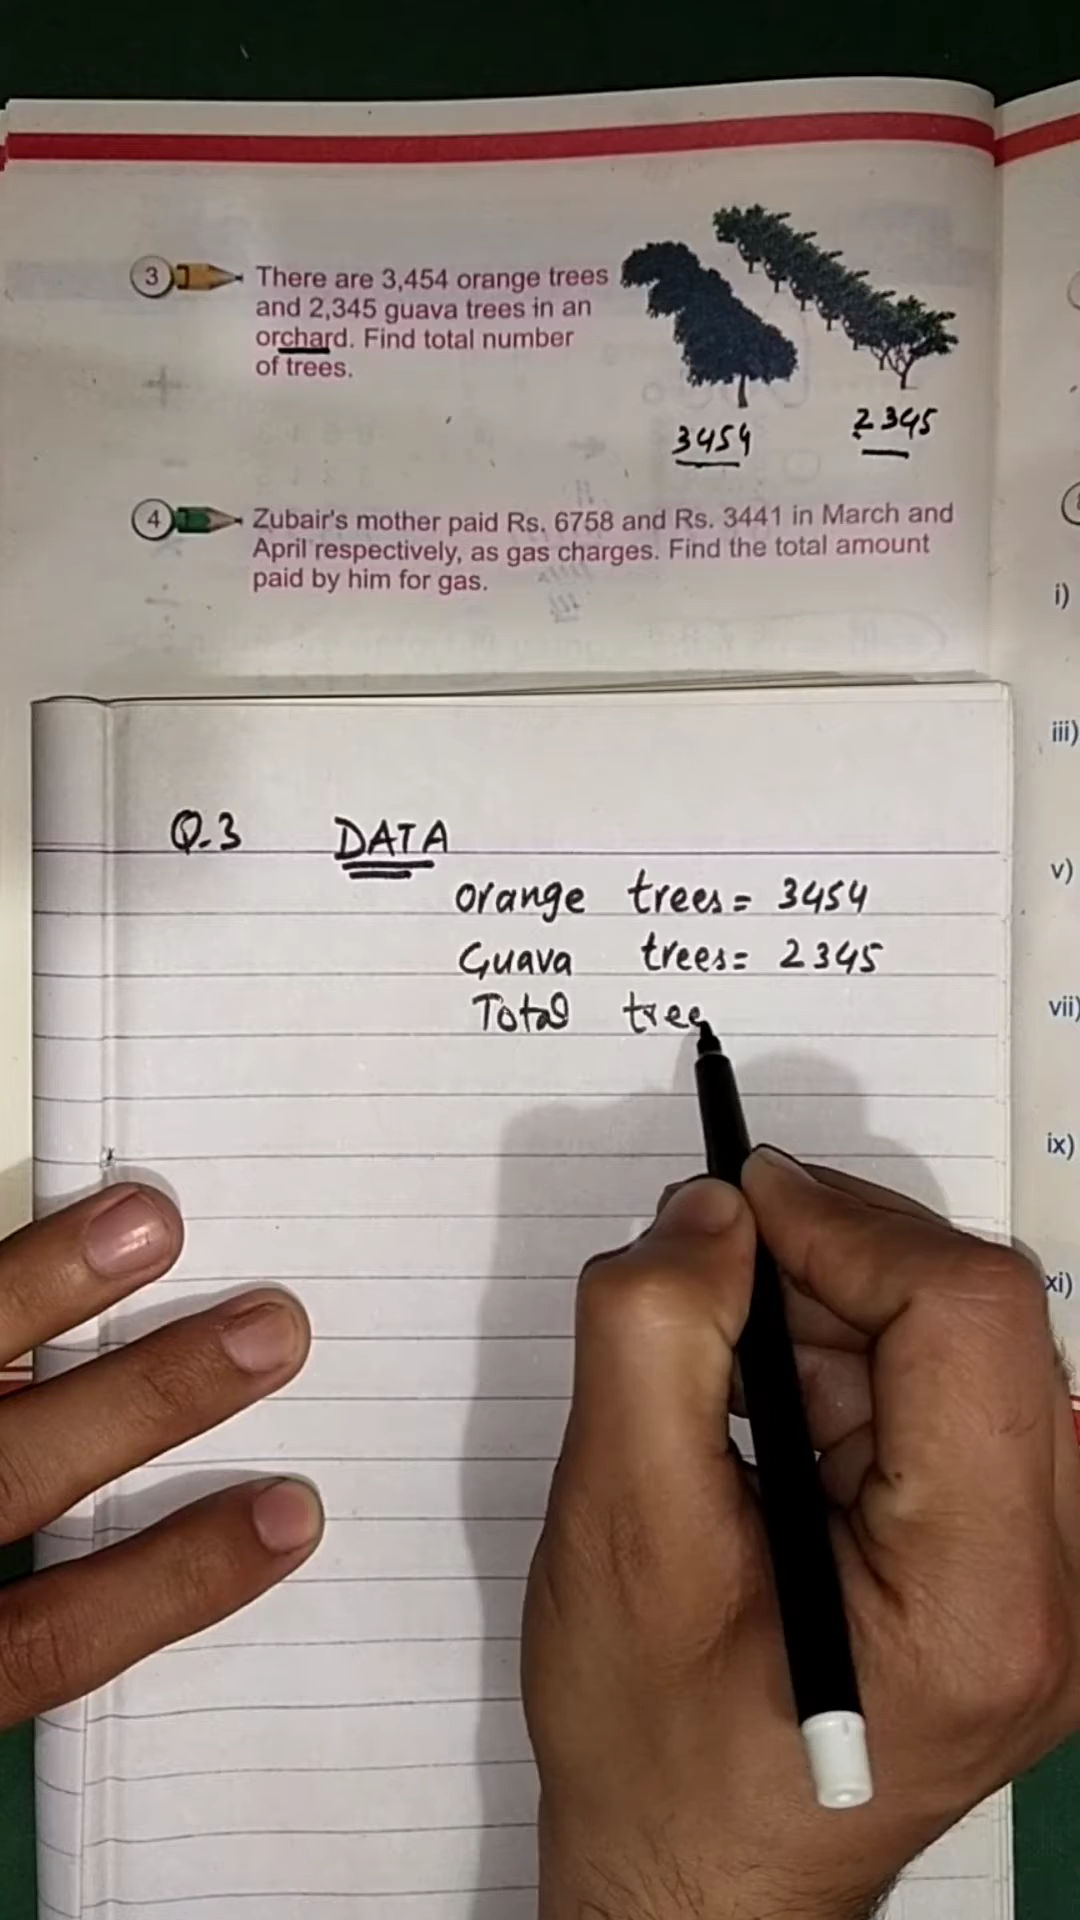 3 There are 3,454 orange trees
and 2,345 guava trees in an
orchard. Find total number
of trees.
3454
2345
4 Zubair's mother paid Rs. 6758 and Rs. 3441 in March and
April respectively, as gas charges. Find the total amount
paid by him for gas.
i)
iii)
v)
vii)
ix)
xi)
Q.3 DATA
orange trees = 3454
Guava trees = 2345
Total tree